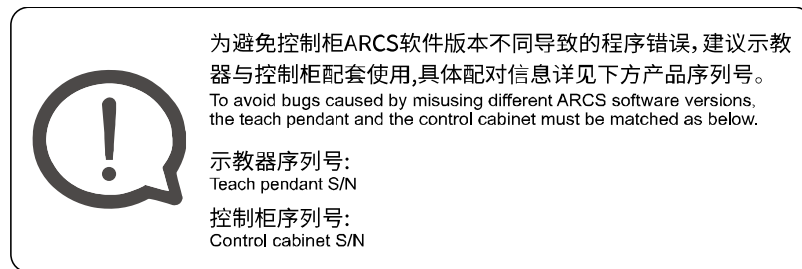 为避免控制柜ARCS软件版本不同导致的程序错误，建议示教
器与控制柜配套使用,具体配对信息详见下方产品序列号。
To avoid bugs caused by misusing different ARCS software versions,
the teach pendant and the control cabinet must be matched as below.
示教器序列号:
Teach pendant S/N
控制柜序列号:
Control cabinet S/N